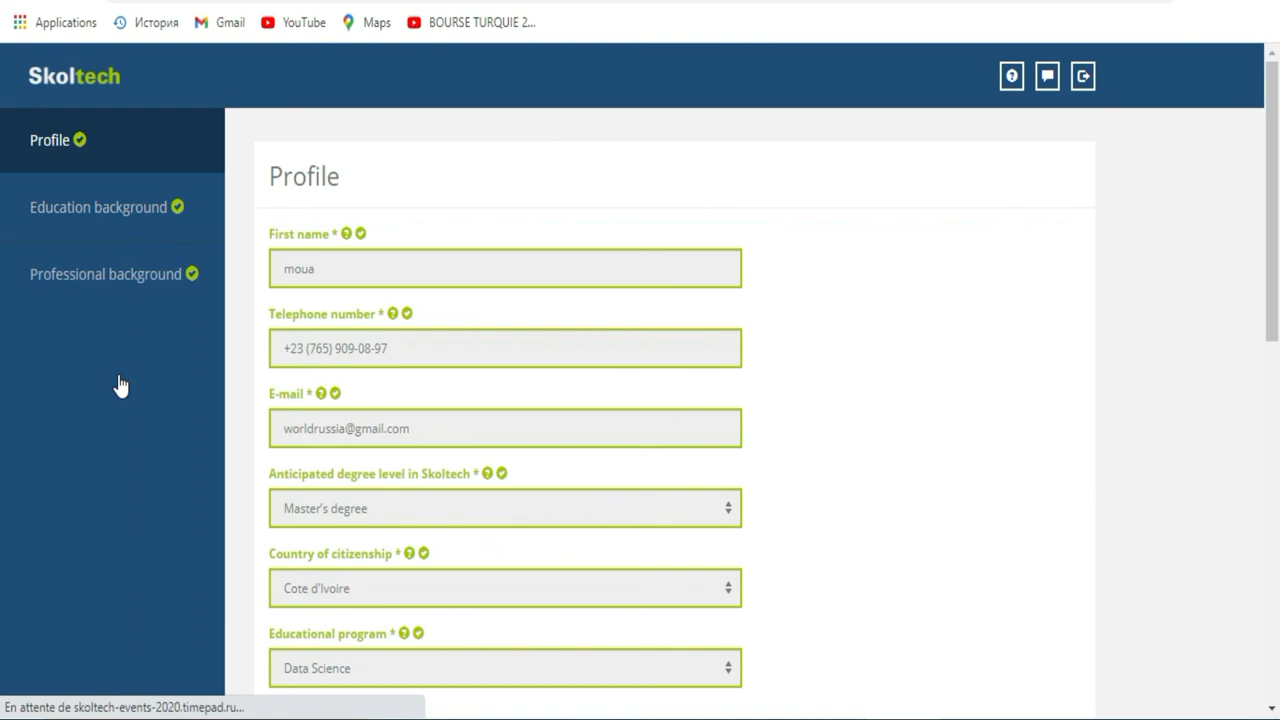 Applications История Gmail YouTube Maps BOURSE TURQUIE 2...
Skoltech
Profile
Education background
Professional background
Profile
First name *
moua
Telephone number *
+23 (765) 909-08-97
E-mail *
worldrussia@gmail.com
Anticipated degree level in Skoltech *
Master's degree
Country of citizenship *
Cote d'Ivoire
Educational program *
Data Science
En attente de skoltech-events-2020.timepad.ru...